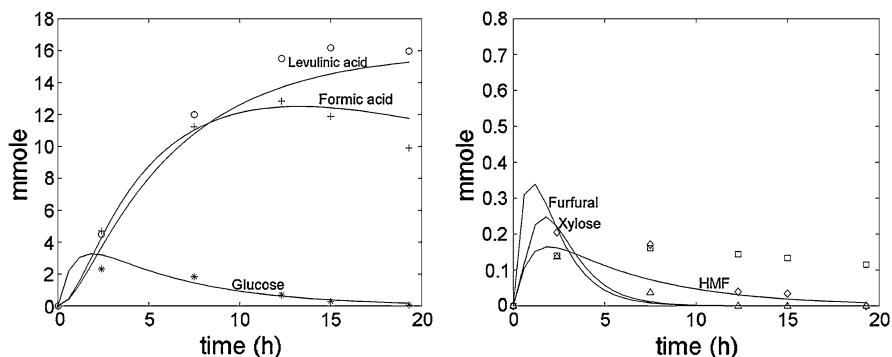 18
16
14
12
10
8
6
4
2
0
mmole
Levulinic acid
Formic acid
Glucose
0 5 10 15 20
time (h)
0.8
0.7
0.6
0.5
0.4
0.3
0.2
0.1
0
mmole
Furfural
Xylose
HMF
0 5 10 15 20
time (h)